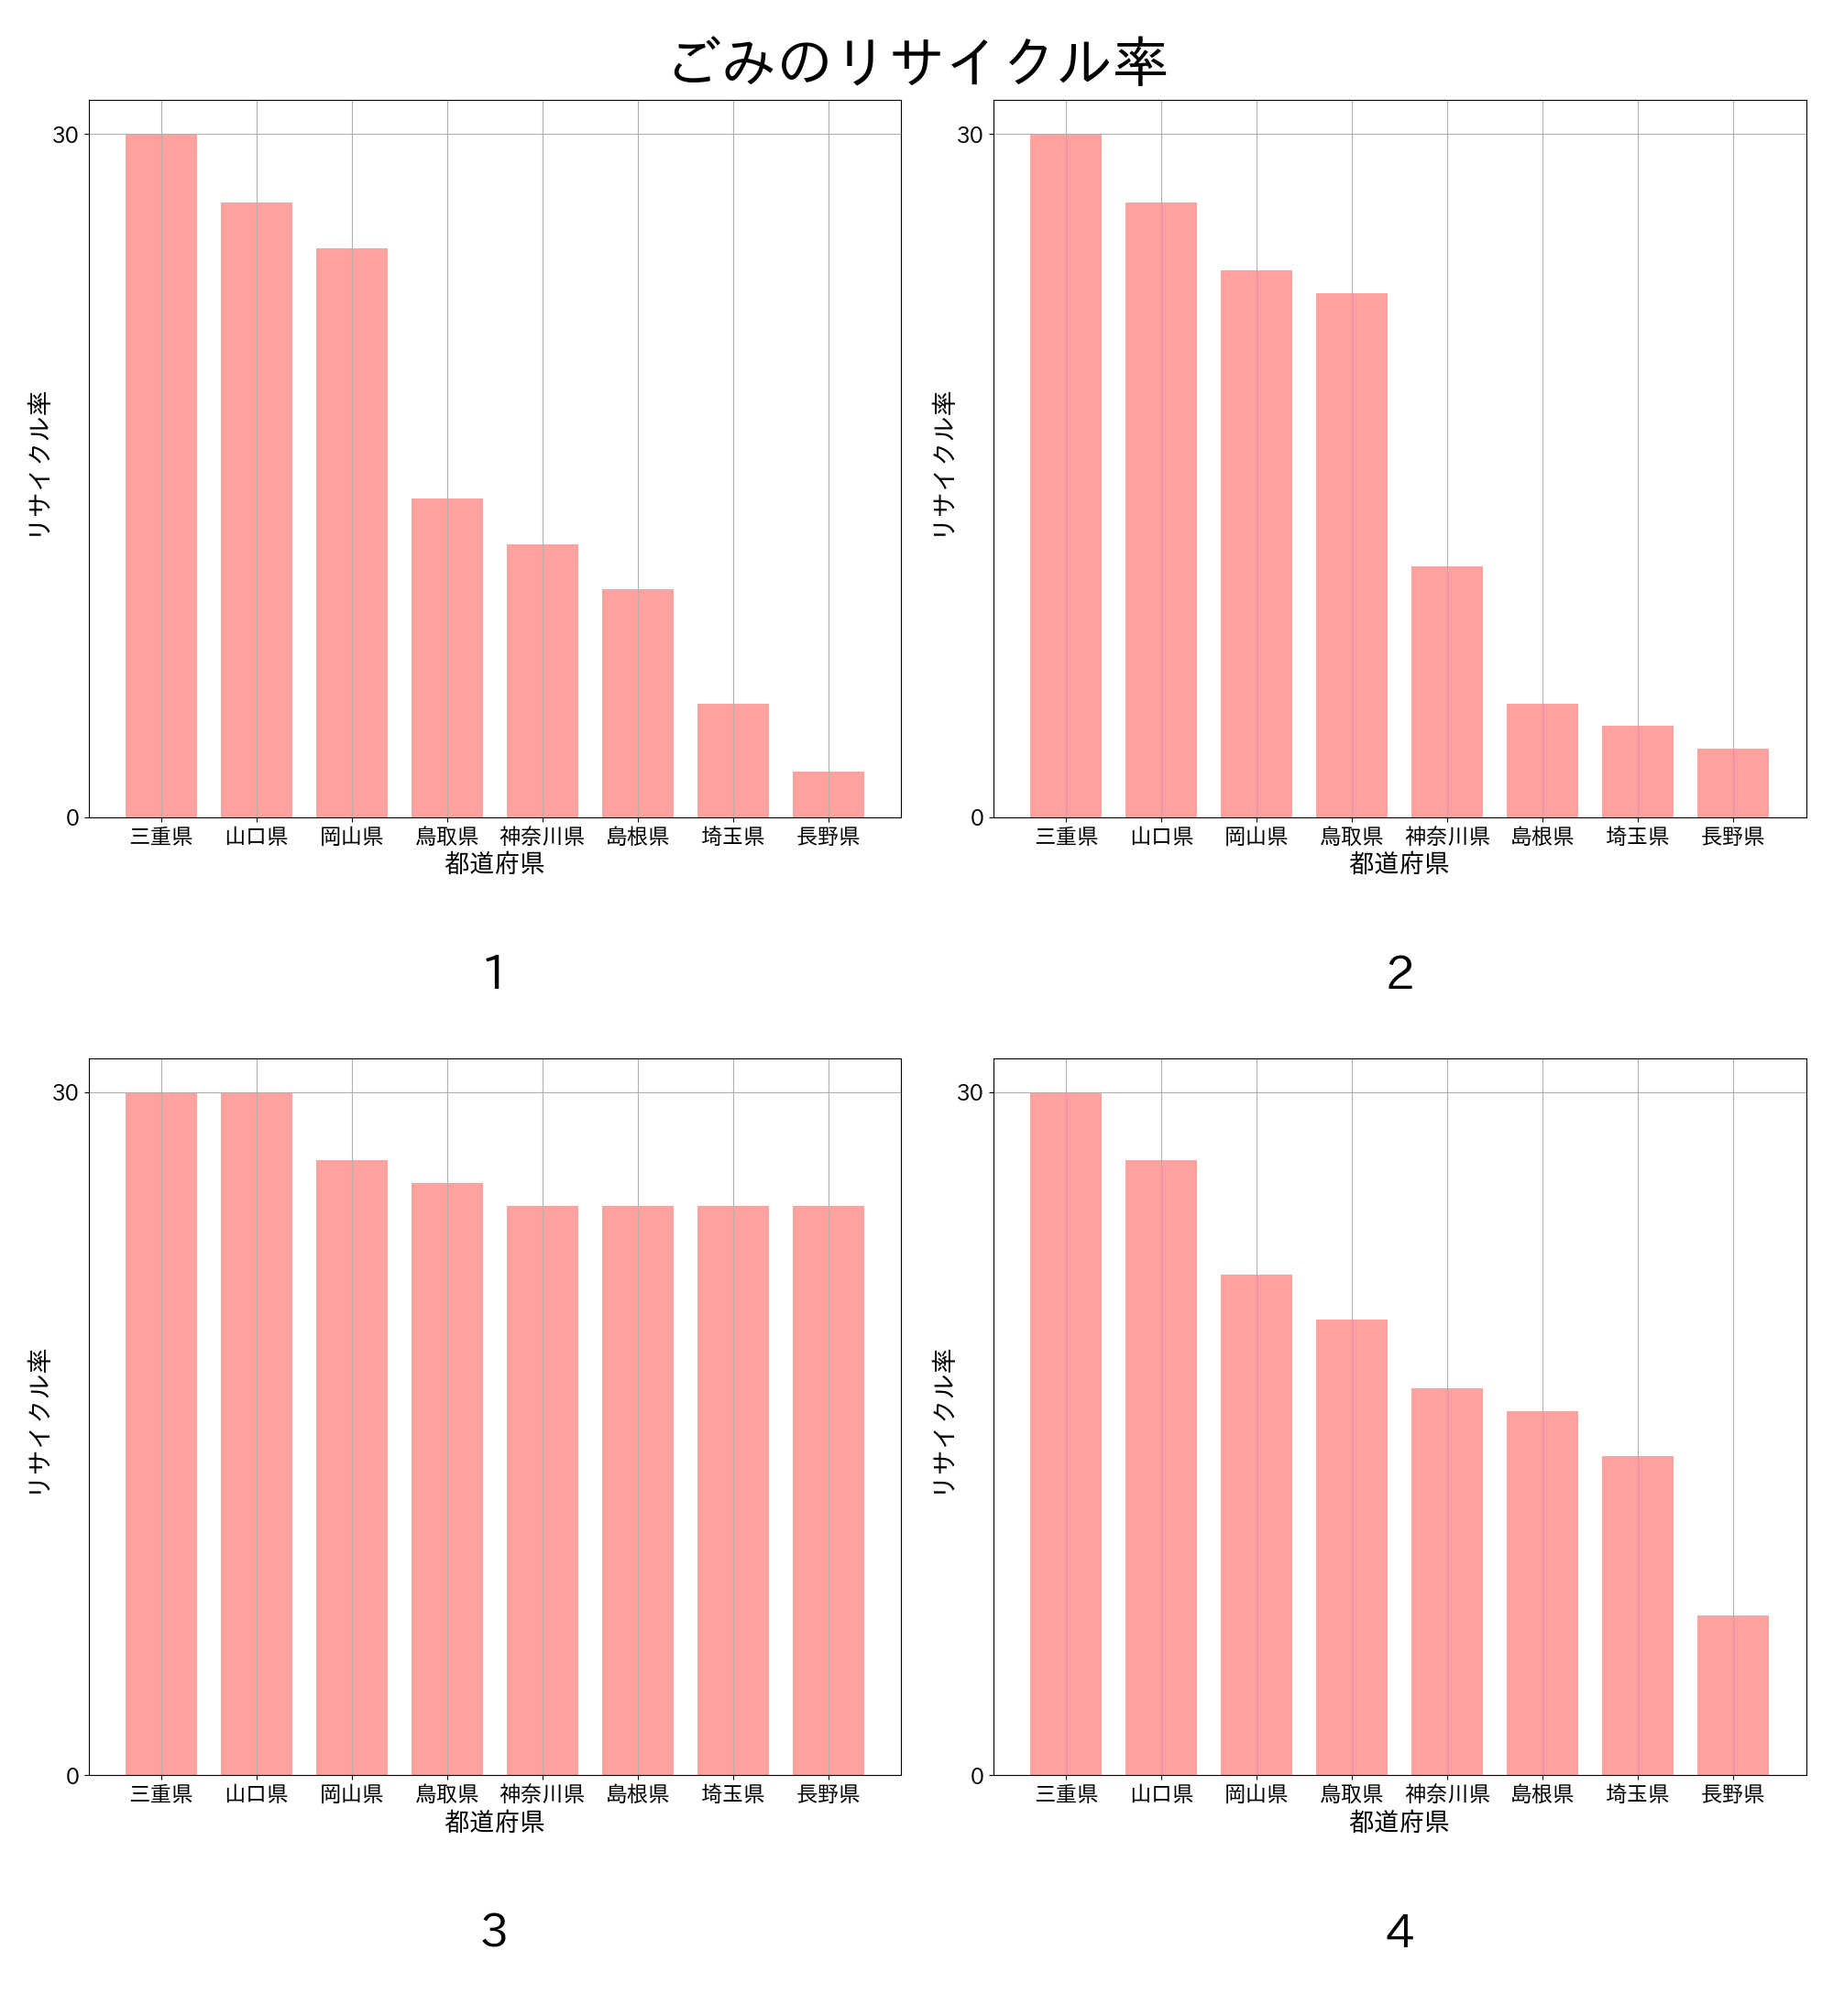 ごみのリサイクル率
30
0
リサイクル率
三重県 山口県 岡山県 鳥取県 神奈川県 島根県 埼玉県 長野県
都道府県
1
30
0
リサイクル率
三重県 山口県 岡山県 鳥取県 神奈川県 島根県 埼玉県 長野県
都道府県
2
30
0
リサイクル率
三重県 山口県 岡山県 鳥取県 神奈川県 島根県 埼玉県 長野県
都道府県
3
30
0
リサイクル率
三重県 山口県 岡山県 鳥取県 神奈川県 島根県 埼玉県 長野県
都道府県
4